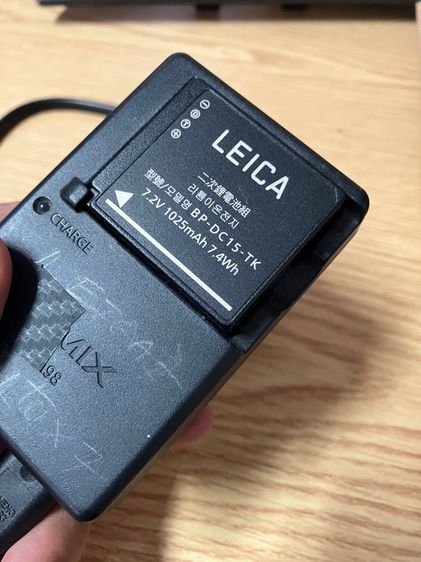 LEICA
二次鋰電池組
리튬이온전지
型號/모델명 BP-DC15-TK
7.2V 1025mAh 7.4Wh
CHARGE
MIX
98